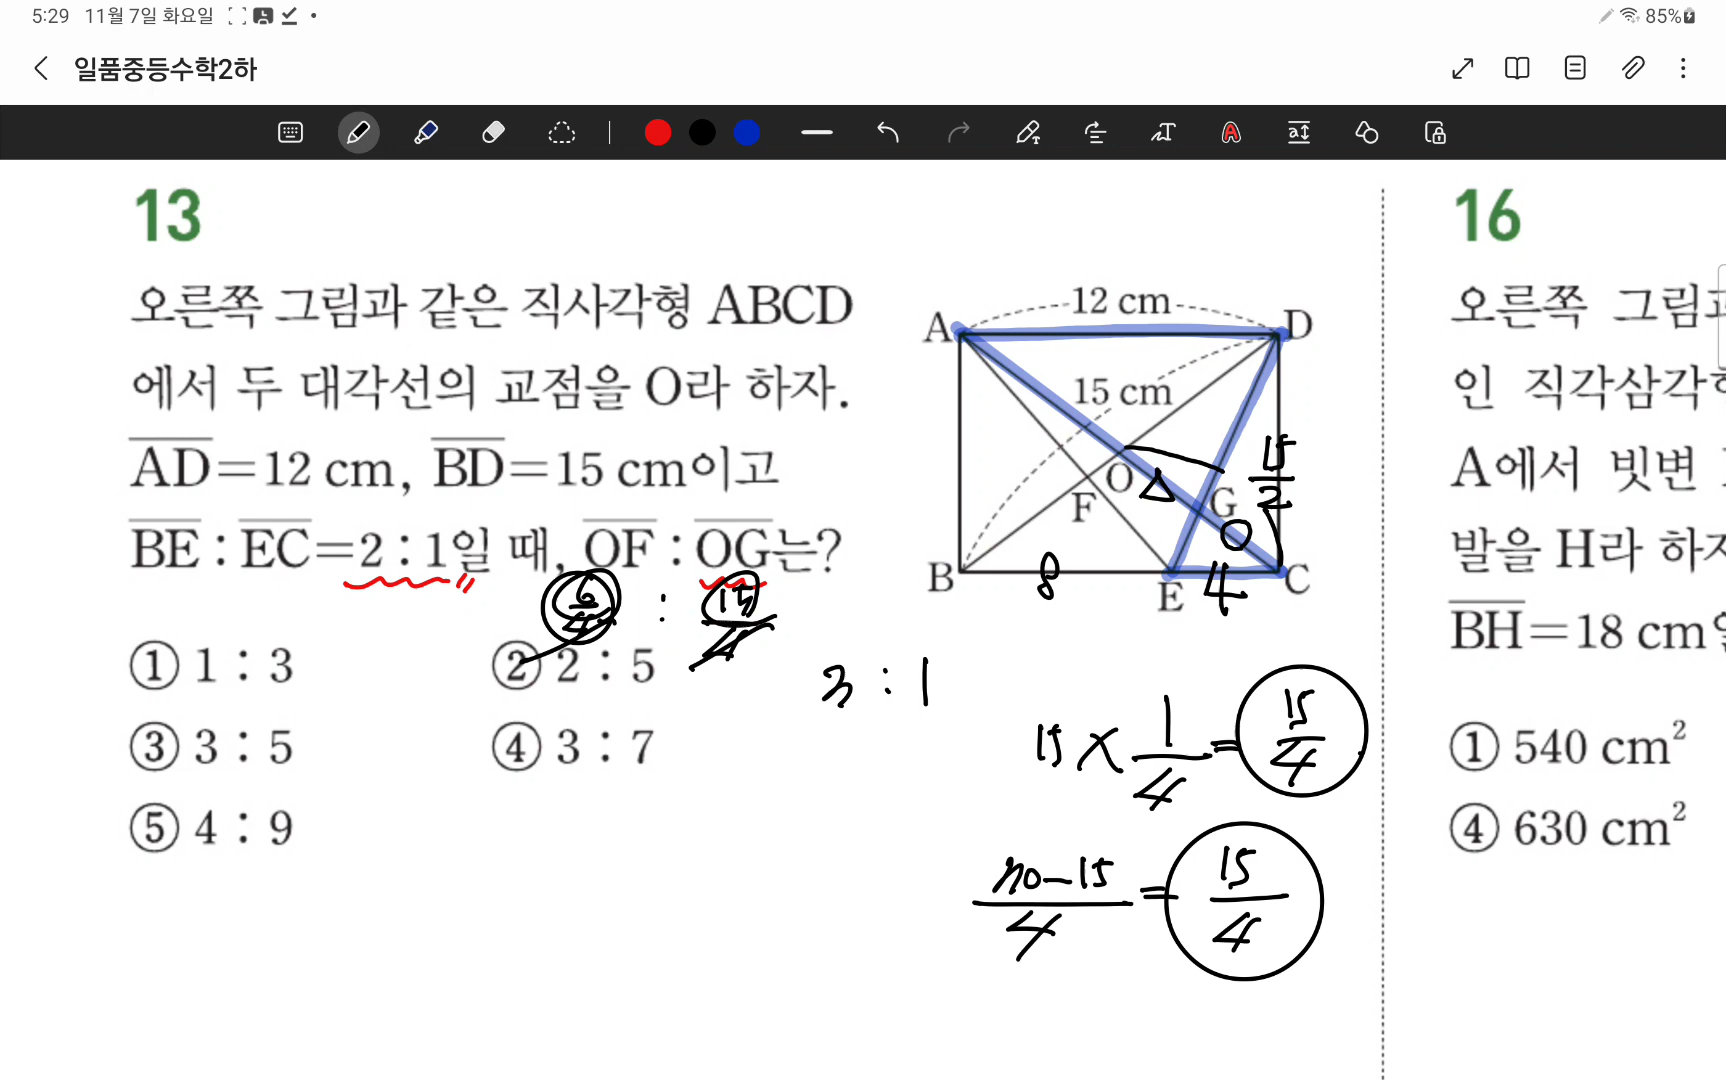 5:29 11월 7일 화요일
85%
일품중등수학2하
13
오른쪽 그림과 같은 직사각형 ABCD
에서 두 대각선의 교점을 O라 하자.
AD=12 cm, BD=15 cm이고
BE : EC=2 : 1일 때, OF : OG는?
① 1 : 3
② 2 : 5
③ 3 : 5
④ 3 : 7
⑤ 4 : 9
12 cm
A
D
15 cm
15/2
O
△
F
G
O
B
8
E
4
C
: 15/4
3 : 1
15 × 1/4 = 15/4
30-15/4 = 15/4
16
오른쪽 그림
인 직각삼각
A에서 빗변
발을 H라 하
BH=18 cm
① 540 cm²
④ 630 cm²